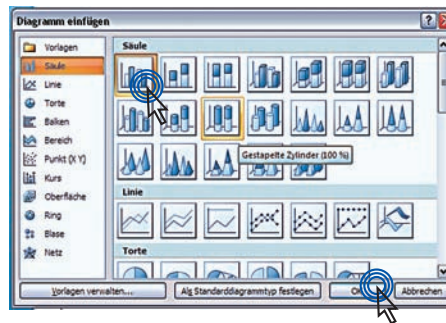 Diagramm einfügen
Vorlagen
Säule
Linie
Torte
Balken
Bereich
Punkt (X Y)
Kurs
Oberfläche
Ring
Blase
Netz
Säule
Gestapelte Zylinder (100 %)
Linie
Torte
Vorlagen verwalten...
Als Standarddiagrammtyp festlegen
Abbrechen